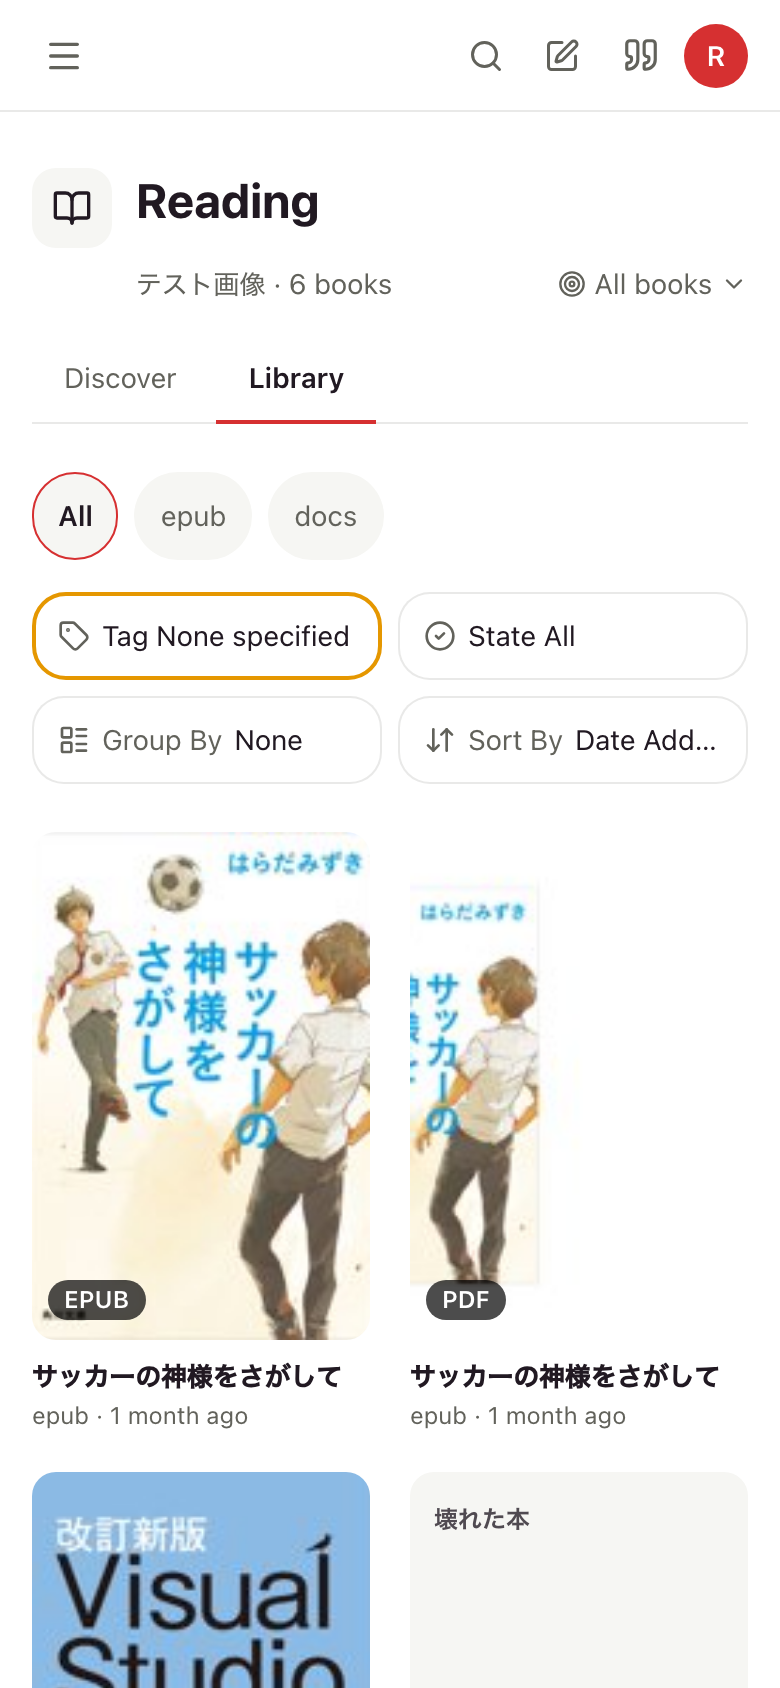 R
Reading
テスト画像 · 6 books
All books
Discover
Library
All
epub
docs
Tag None specified
State All
Group By None
Sort By Date Add...
はらだみずき
サッカーの
神様を
さがして
EPUB
はらだみずき
サッカーの
PDF
サッカーの神様をさがして
epub · 1 month ago
サッカーの神様をさがして
epub · 1 month ago
改訂新版
Visual
Studio
壊れた本